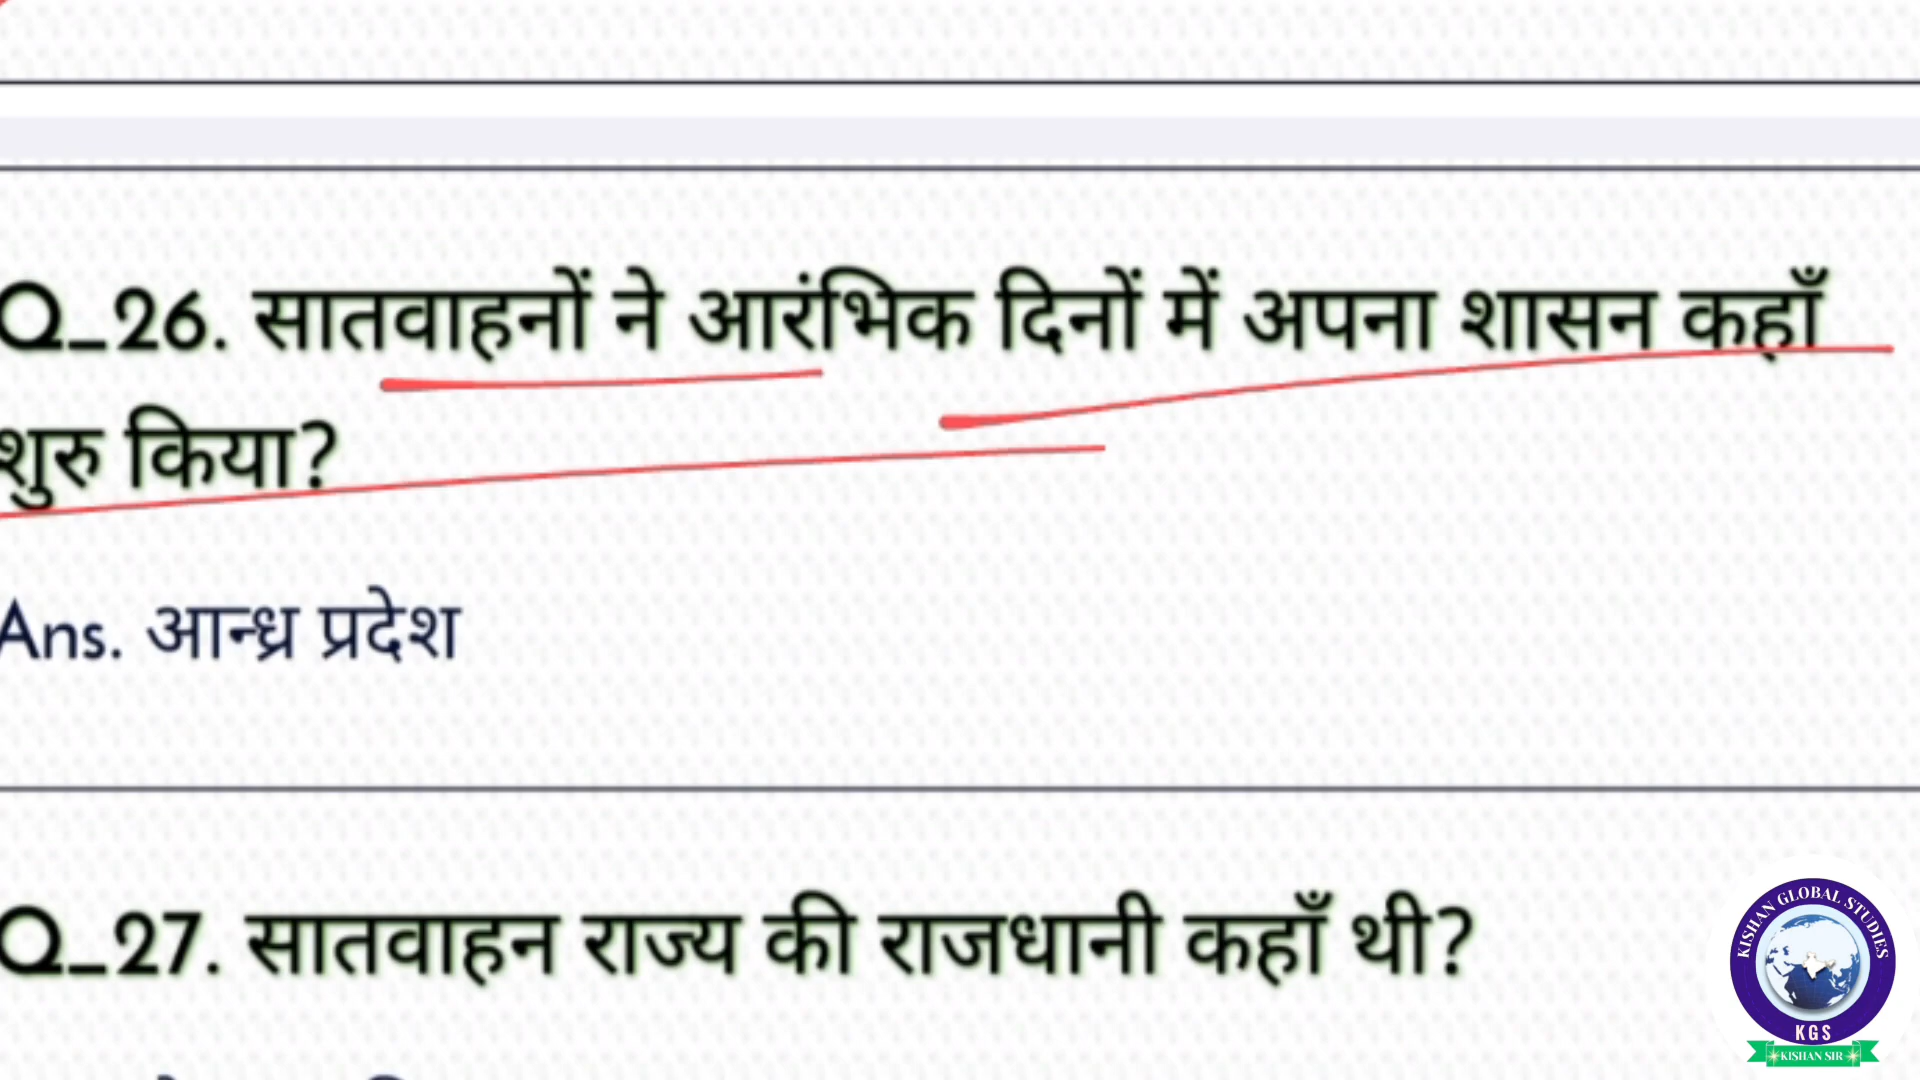 Q_26. सातवाहनों ने आरंभिक दिनों में अपना शासन कहाँ
शुरु किया?
Ans. आन्ध्र प्रदेश
Q_27. सातवाहन राज्य की राजधानी कहाँ थी?
KISHAN GLOBAL STUDIES
KGS
KISHAN SIR